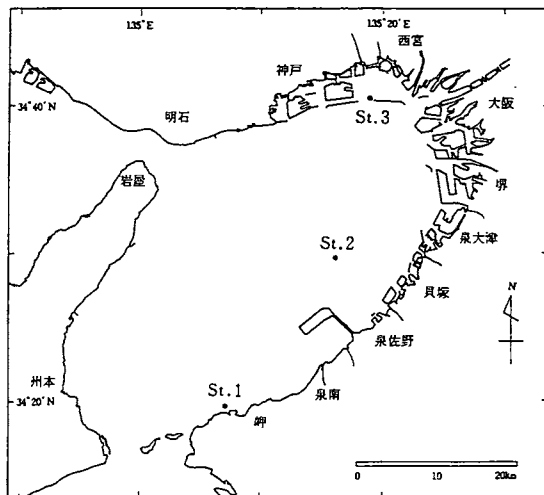 135°E
135°20'E
西宮
神戸
34°40'N
大阪
明石
St.3
堺
岩屋
泉大津
St.2
貝塚
N
泉佐野
州本
泉南
St.1
34°20'N
岬
0 10 20km